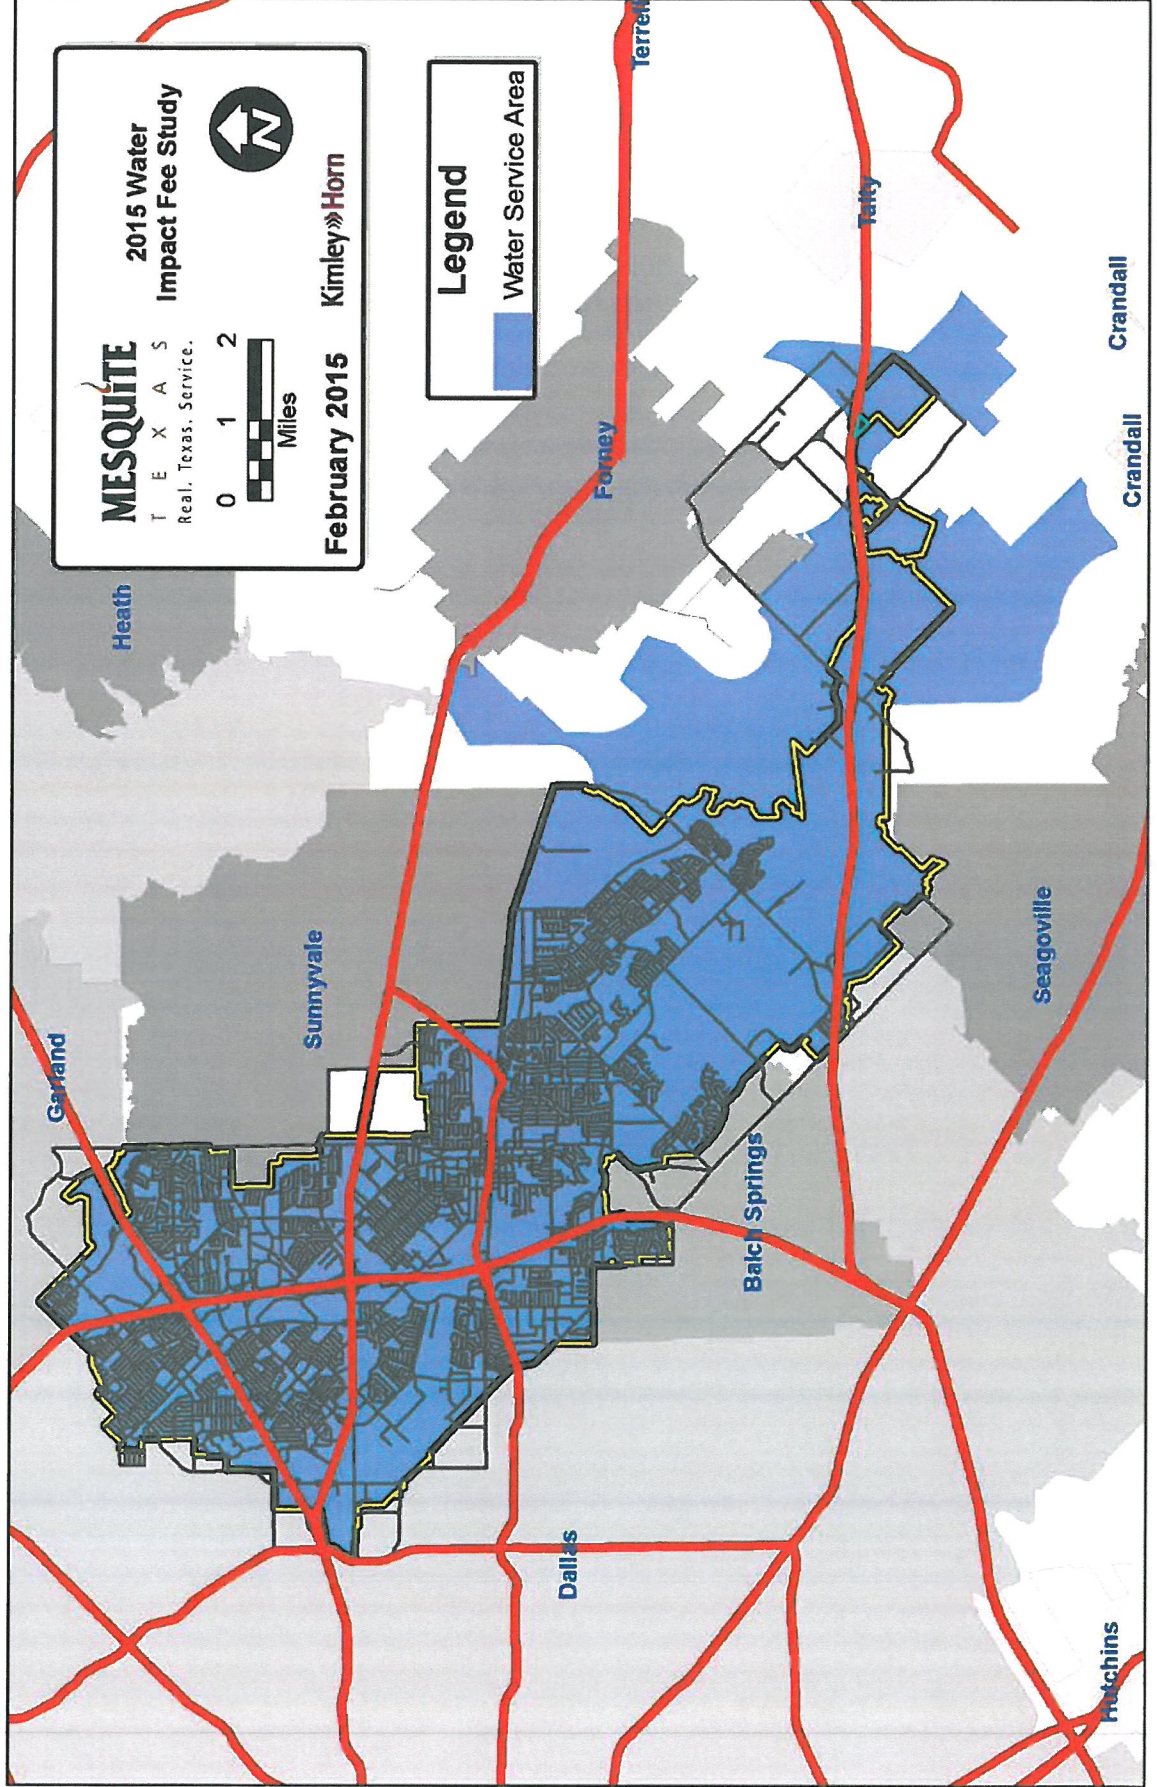 MESQUITE
T E X A S
Real. Texas. Service.
2015 Water
Impact Fee Study
0 1 2
Miles
N
February 2015
Kimley»Horn
Legend
Water Service Area
Garland
Heath
Sunnyvale
Dallas
Forney
Terrell
Balch Springs
Talty
Seagoville
Hutchins
Crandall
Crandall